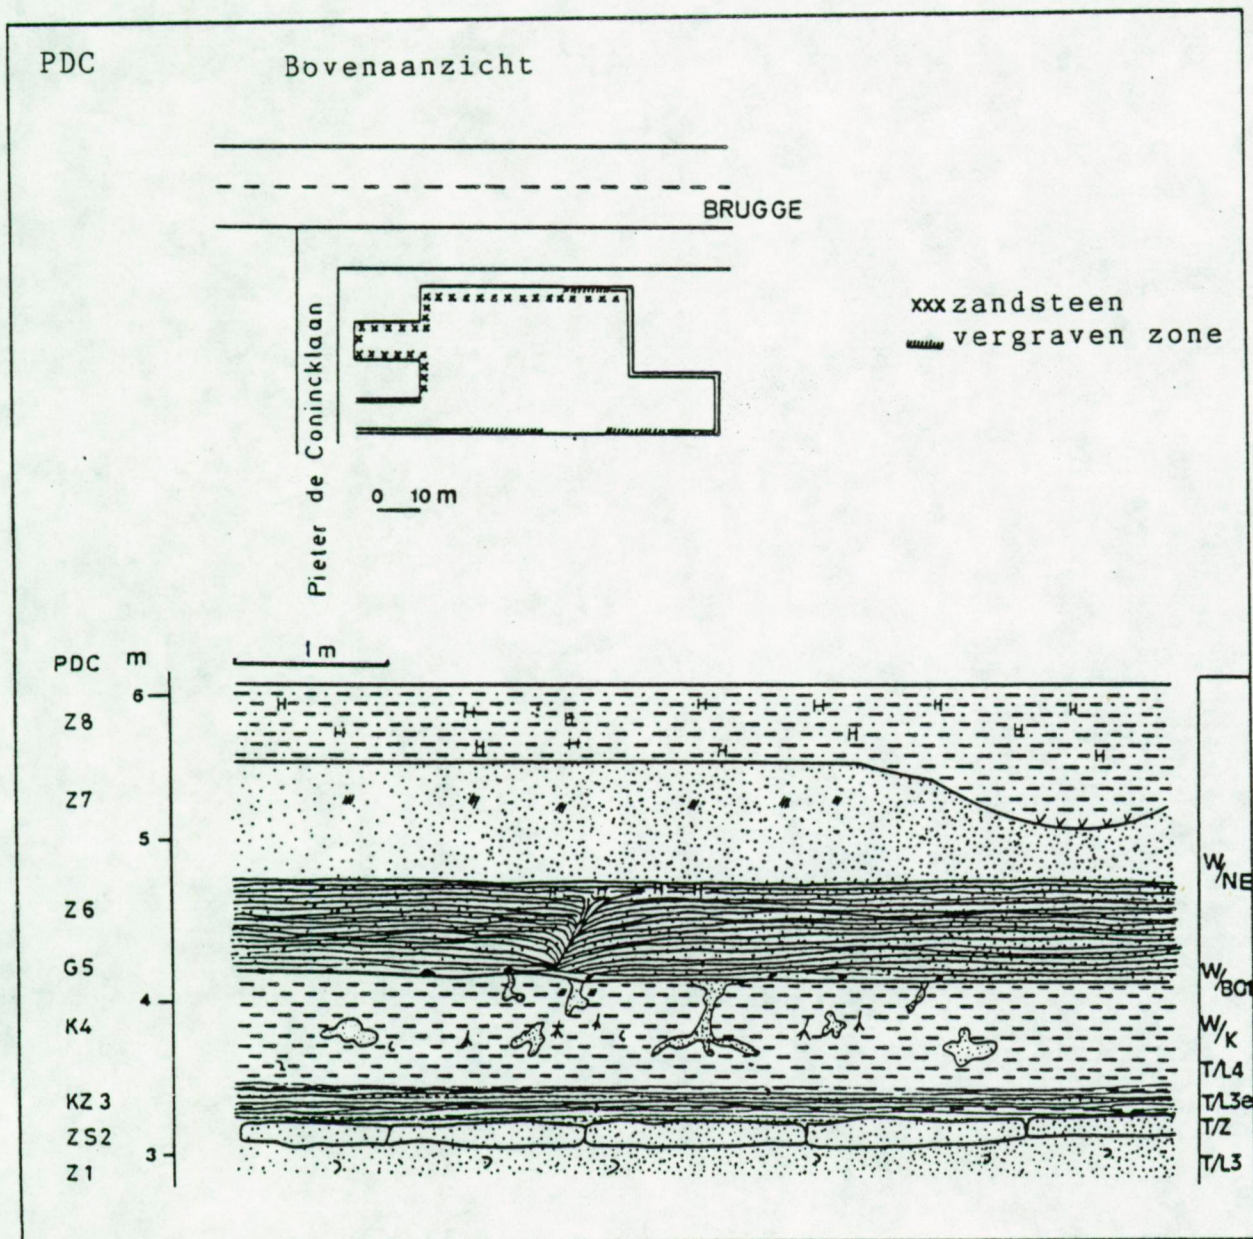 PDC Bovenaanzicht
BRUGGE
xxx zandsteen
vergraven zone
Pieter de Conincklaan
0 10 m
1 m
PDC m
6
Z8
Z7
5
W/NE
Z6
G5
W/BG1
4
K4
W/K
T/L4
KZ3
T/L3e
ZS2
T/Z
3
Z1
T/L3